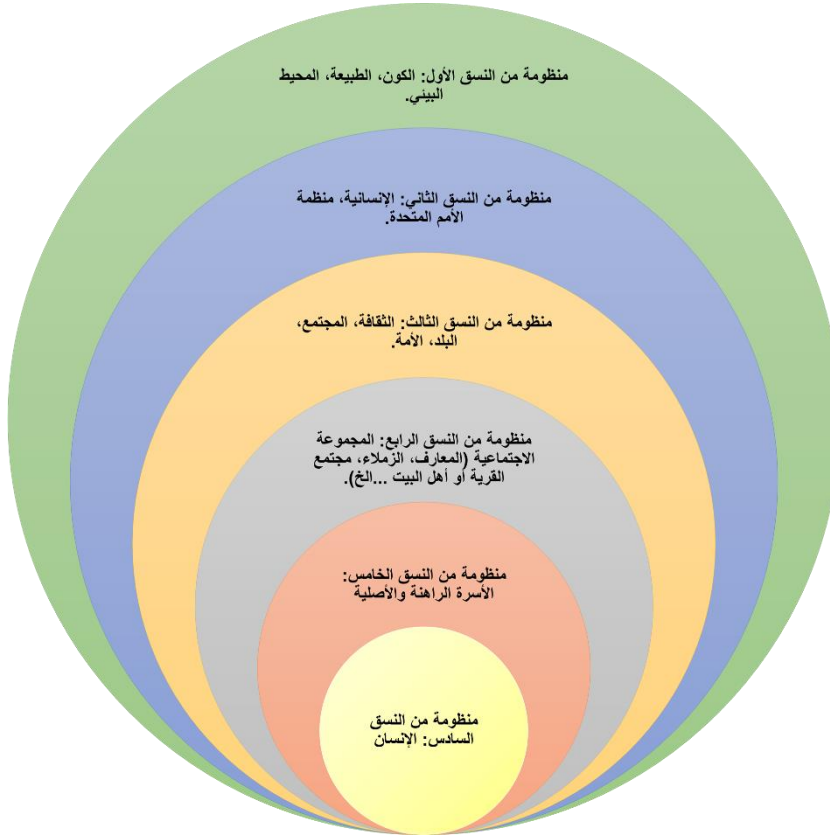 منظومة من النسق الأول: الكون، الطبيعة، المحيط
البيئي.
منظومة من النسق الثاني: الإنسانية، منظمة
الأمم المتحدة.
منظومة من النسق الثالث: الثقافة، المجتمع،
البلد، الأمة.
منظومة من النسق الرابع: المجموعة
الاجتماعية (المعارف، الزملاء، مجتمع
القرية أو أهل البيت ...الخ).
منظومة من النسق الخامس:
الأسرة الراهنة والأصلية
منظومة من النسق
السادس: الإنسان